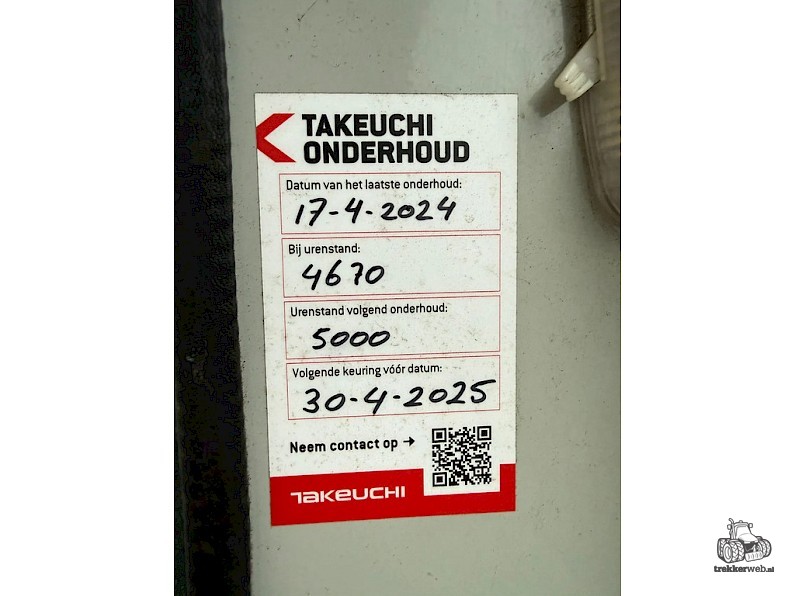 TAKEUCHI
ONDERHOUD
Datum van het laatste onderhoud:
17-4-2024
Bij urenstand:
4670
Urenstand volgend onderhoud:
5000
Volgende keuring vóór datum:
30-4-2025
Neem contact op →
TAKEUCHI
trekkerweb.nl